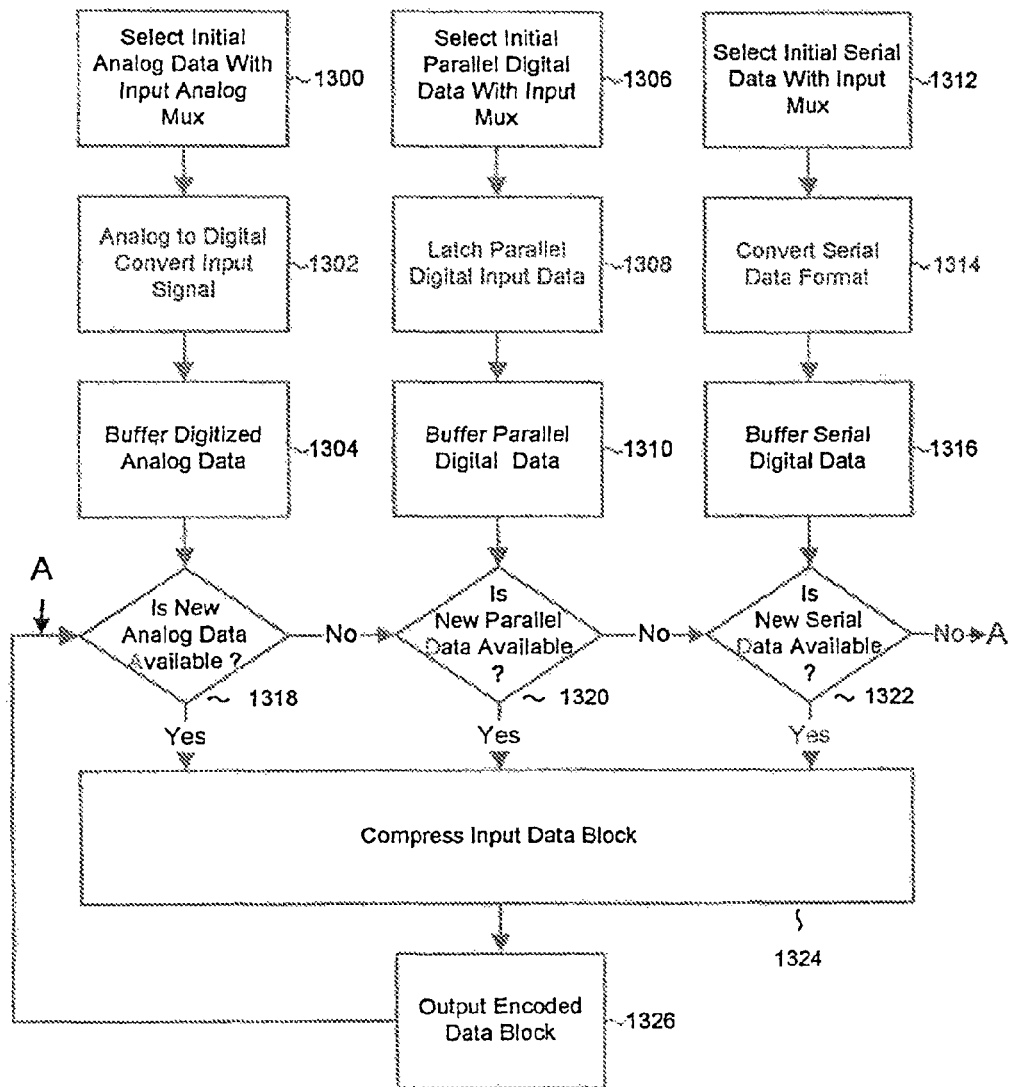 Select Initial
Analog Data With
Input Analog
Mux
1300
Select Initial
Parallel Digital
Data With Input
Mux
1306
Select Initial Serial
Data With Input
Mux
1312
Analog to Digital
Convert Input
Signal
1302
Latch Parallel
Digital Input Data
1308
Convert Serial
Data Format
1314
Buffer Digitized
Analog Data
1304
Buffer Parallel
Digital Data
1310
Buffer Serial
Digital Data
1316
A
Is New
Analog Data
Available ?
1318
No
Is
New Parallel
Data Available
?
1320
No
Is
New Serial
Data Available
?
1322
No
A
Yes
Yes
Yes
Compress Input Data Block
1324
Output Encoded
Data Block
1326